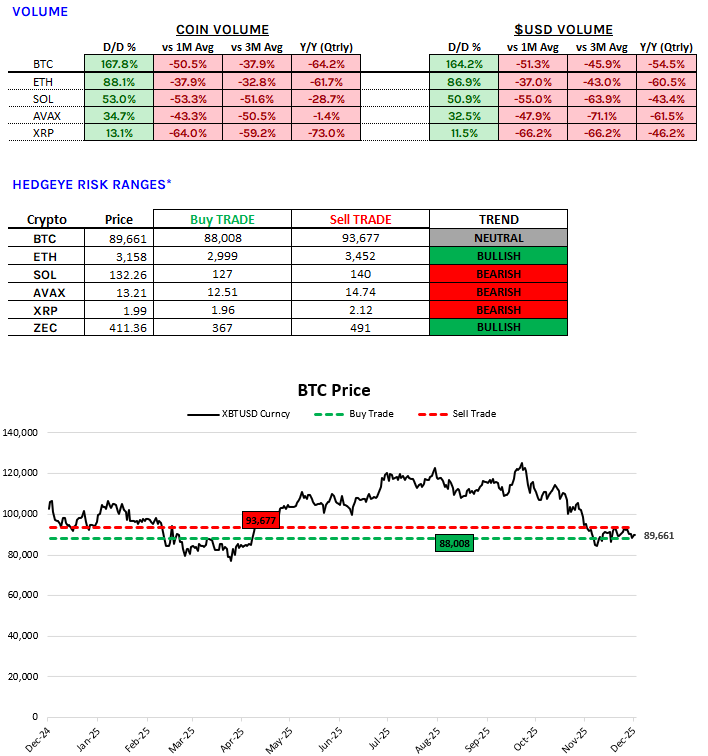 VOLUME
COIN VOLUME $USD VOLUME
D/D % vs 1M Avg vs 3M Avg Y/Y (Qtrly) D/D % vs 1M Avg vs 3M Avg Y/Y (Qtrly)
BTC 167.8% -50.5% -37.9% -64.2% 164.2% -51.3% -45.9% -54.5%
ETH 88.1% -37.9% -32.8% -61.7% 86.9% -37.0% -43.0% -60.5%
SOL 53.0% -53.3% -51.6% -28.7% 50.9% -55.0% -63.9% -43.4%
AVAX 34.7% -43.3% -50.5% -1.4% 32.5% -47.9% -71.1% -61.5%
XRP 13.1% -64.0% -59.2% -73.0% 11.5% -66.2% -66.2% -46.2%
HEDGEYE RISK RANGES*
Crypto Price Buy TRADE Sell TRADE TREND
BTC 89,661 88,008 93,677 NEUTRAL
ETH 3,158 2,999 3,452 BULLISH
SOL 132.26 127 140 BEARISH
AVAX 13.21 12.51 14.74 BEARISH
XRP 1.99 1.96 2.12 BEARISH
ZEC 411.36 367 491 BULLISH
BTC Price
XBTUSD Curncy Buy Trade Sell Trade
140,000
120,000
100,000
93,677
89,661
88,008
80,000
60,000
40,000
20,000
0
Dec-24 Jan-25 Feb-25 Mar-25 Apr-25 May-25 Jun-25 Jul-25 Aug-25 Sep-25 Oct-25 Nov-25 Dec-25